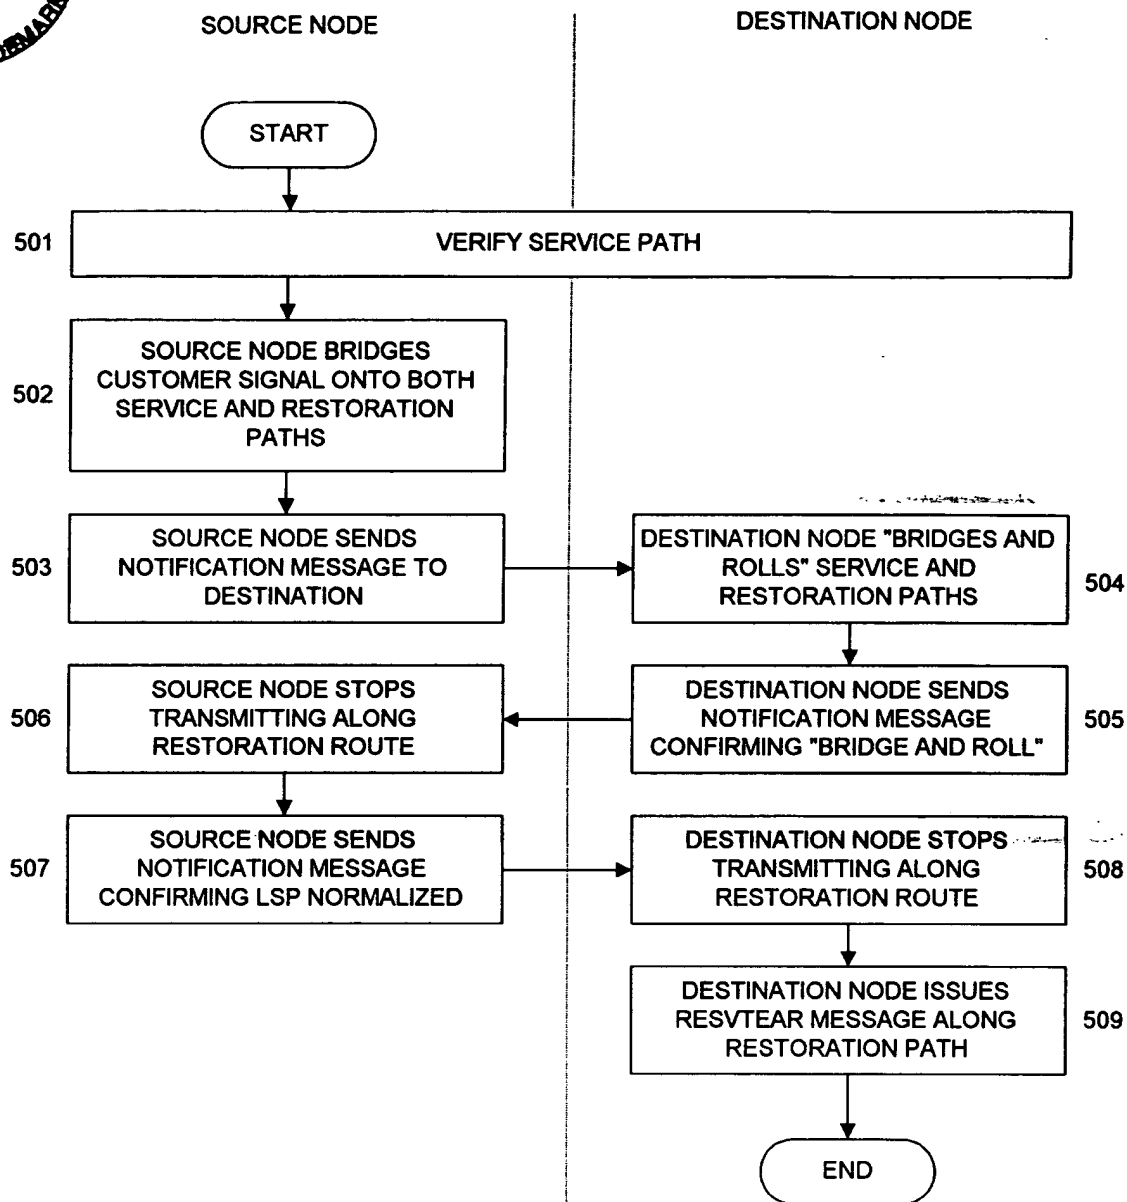 SOURCE NODE
DESTINATION NODE
START
501
VERIFY SERVICE PATH
502
SOURCE NODE BRIDGES
CUSTOMER SIGNAL ONTO BOTH
SERVICE AND RESTORATION
PATHS
503
SOURCE NODE SENDS
NOTIFICATION MESSAGE TO
DESTINATION
DESTINATION NODE "BRIDGES AND
ROLLS" SERVICE AND
RESTORATION PATHS
504
506
SOURCE NODE STOPS
TRANSMITTING ALONG
RESTORATION ROUTE
DESTINATION NODE SENDS
NOTIFICATION MESSAGE
CONFIRMING "BRIDGE AND ROLL"
505
507
SOURCE NODE SENDS
NOTIFICATION MESSAGE
CONFIRMING LSP NORMALIZED
DESTINATION NODE STOPS
TRANSMITTING ALONG
RESTORATION ROUTE
508
DESTINATION NODE ISSUES
RESVTEAR MESSAGE ALONG
RESTORATION PATH
509
END